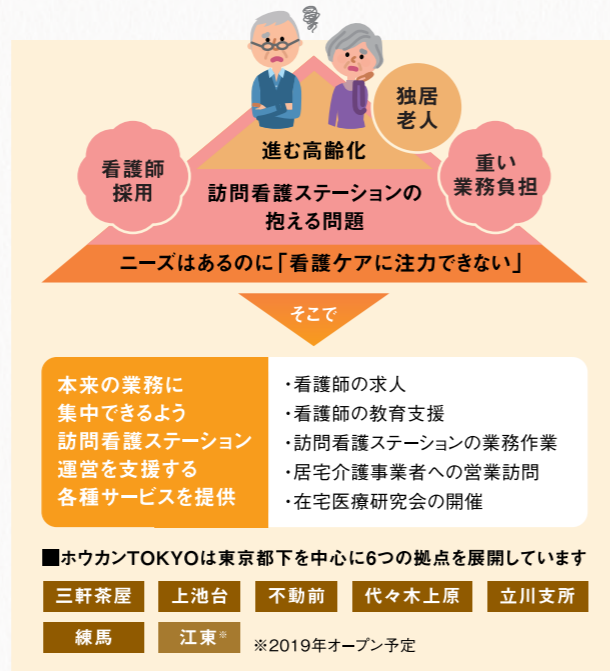 独居
老人
進む高齢化
看護師
採用
重い
業務負担
訪問看護ステーションの
抱える問題
ニーズはあるのに「看護ケアに注力できない」
そこで
本来の業務に
集中できるよう
訪問看護ステーション
運営を支援する
各種サービスを提供
・看護師の求人
・看護師の教育支援
・訪問看護ステーションの業務作業
・居宅介護事業者への営業訪問
・在宅医療研究会の開催
■ホウカンTOKYOは東京都下を中心に6つの拠点を展開しています
三軒茶屋 上池台 不動前 代々木上原 立川支所
練馬 江東※ ※2019年オープン予定